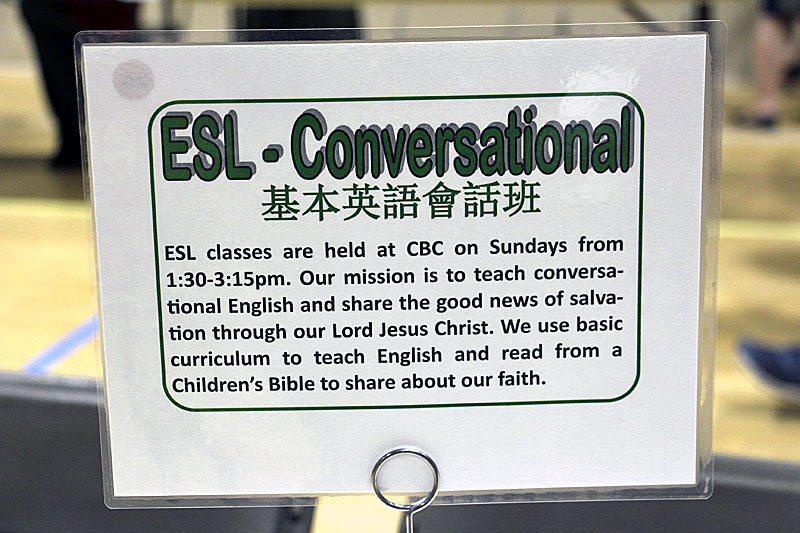 ESL - Conversational
基本英語會話班
ESL classes are held at CBC on Sundays from
1:30-3:15pm. Our mission is to teach conversa-
tional English and share the good news of salva-
tion through our Lord Jesus Christ. We use basic
curriculum to teach English and read from a
Children's Bible to share about our faith.